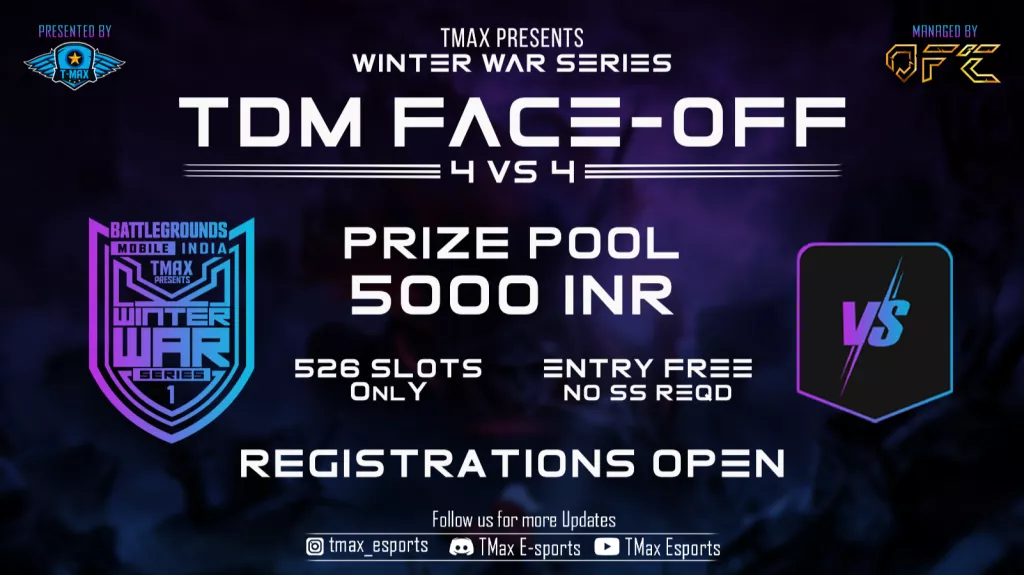 PRESENTED BY
T-MAX
TMAX PRESENTS
WINTER WAR SERIES
MANAGED BY
TDM FACE-OFF
4 VS 4
BATTLEGROUNDS
MOBILE INDIA
TMAX
PRESENTS
WINTER
WAR
SERIES
1
PRIZE POOL
5000 INR
VS
526 SLOTS
ONLY
ENTRY FREE
NO SS REQD
REGISTRATIONS OPEN
Follow us for more Updates
tmax_esports TMax E-sports TMax Esports